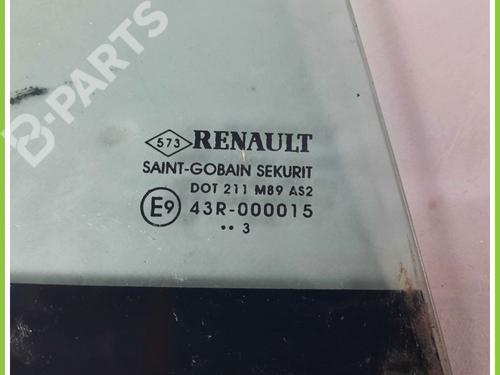 B-PARTS
573 RENAULT
SAINT-GOBAIN SEKURIT
DOT 211 M89 AS2
E9 43R-000015
•• 3